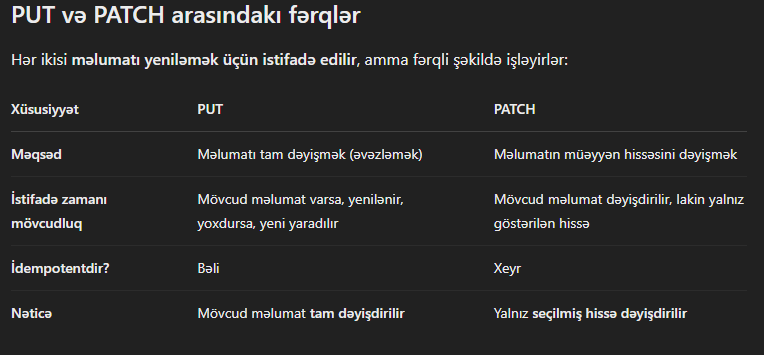 PUT və PATCH arasındakı fərqlər
Hər ikisi məlumatı yeniləmək üçün istifadə edilir, amma fərqli şəkildə işləyirlər:
Xüsusiyyət PUT PATCH
Məqsəd Məlumatı tam dəyişmək (əvəzləmək) Məlumatın müəyyən hissəsini dəyişmək
İstifadə zamanı Mövcud məlumat varsa, yenilənir, Mövcud məlumat dəyişdirilir, lakin yalnız
mövcudluq yoxdursa, yeni yaradılır göstərilən hissə
İdempotentdir? Bəli Xeyr
Nəticə Mövcud məlumat tam dəyişdirilir Yalnız seçilmiş hissə dəyişdirilir